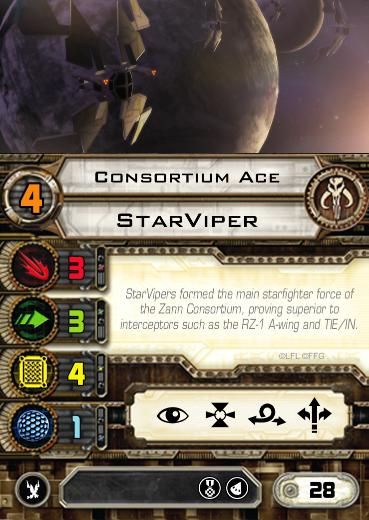 Consortium Ace
4
StarViper
3
3
4
1
StarVipers formed the main starfighter force of
the Zann Consortium, proving superior to
interceptors such as the RZ-1 A-wing and TIE/IN.
©LFL ©FFG
28